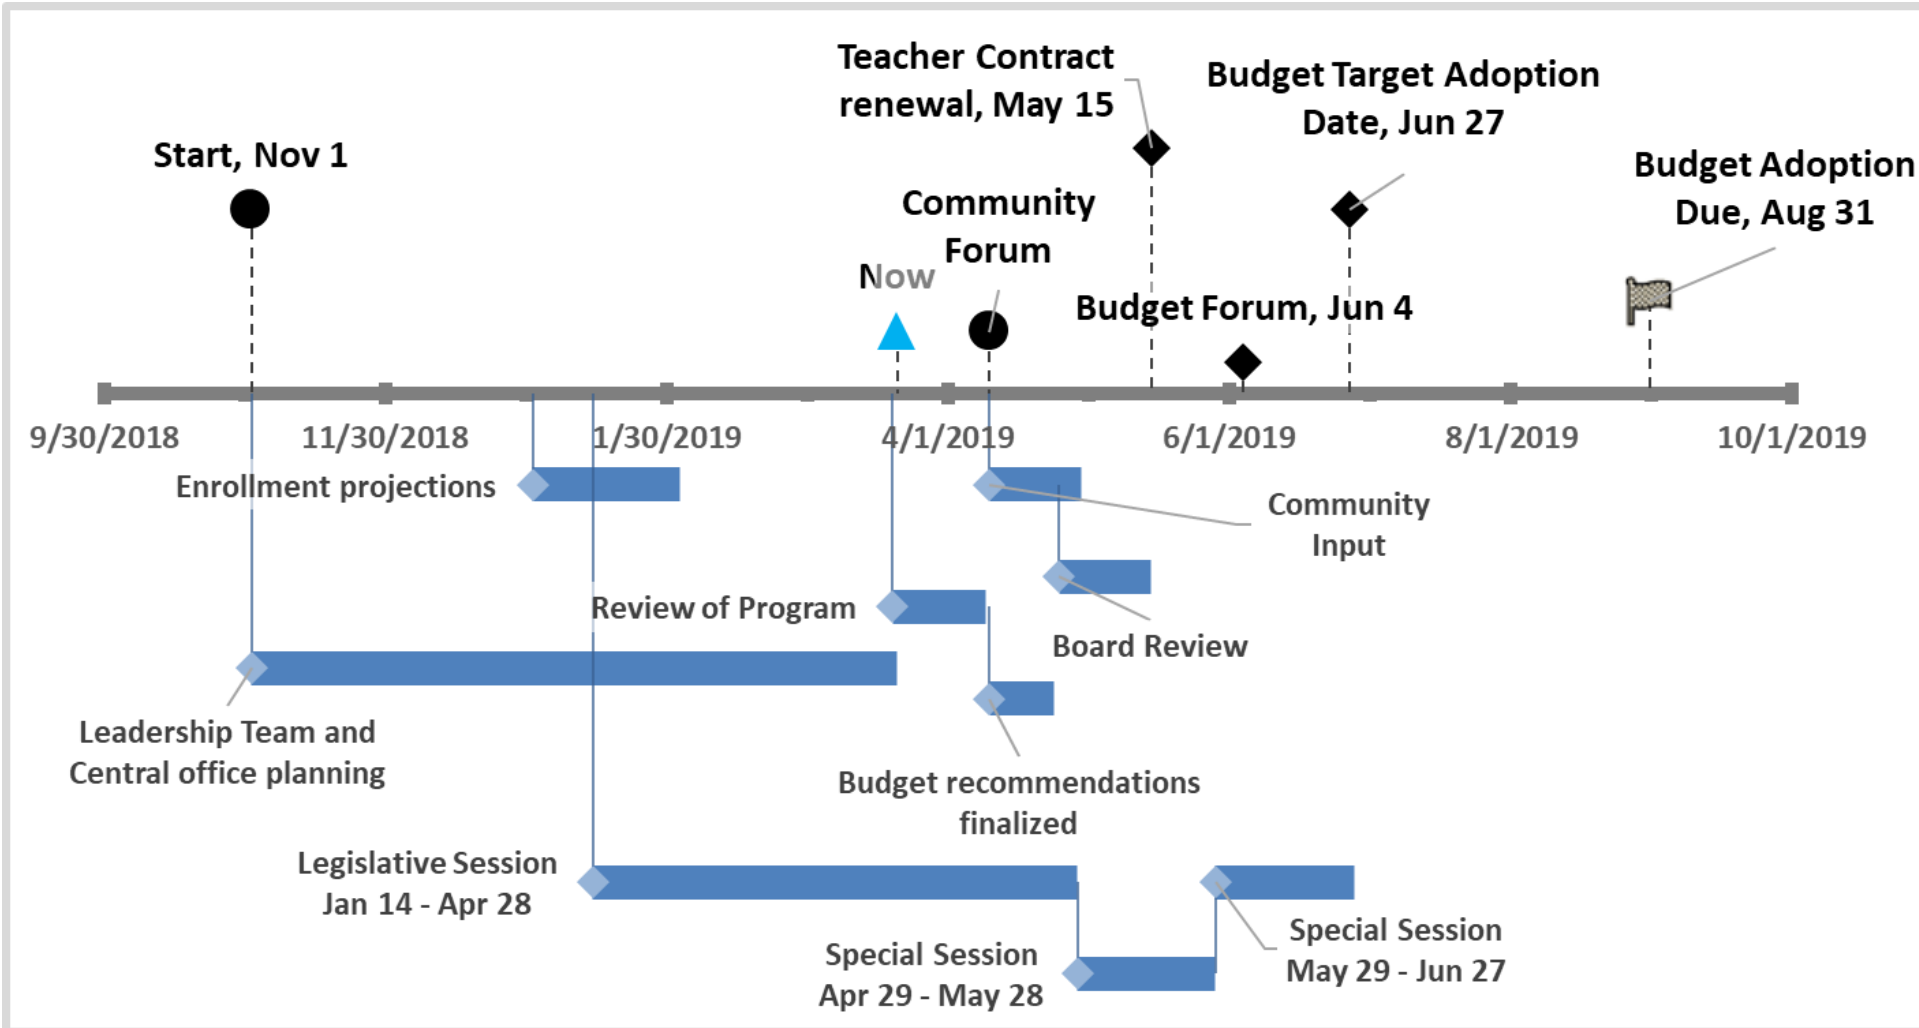 Teacher Contract
renewal, May 15
Budget Target Adoption
Date, Jun 27
Start, Nov 1
Budget Adoption
Due, Aug 31
Community
Forum
Now
Budget Forum, Jun 4
9/30/2018
11/30/2018
1/30/2019
4/1/2019
6/1/2019
8/1/2019
10/1/2019
Enrollment projections
Community
Input
Review of Program
Board Review
Leadership Team and
Central office planning
Budget recommendations
finalized
Legislative Session
Jan 14 - Apr 28
Special Session
Apr 29 - May 28
Special Session
May 29 - Jun 27